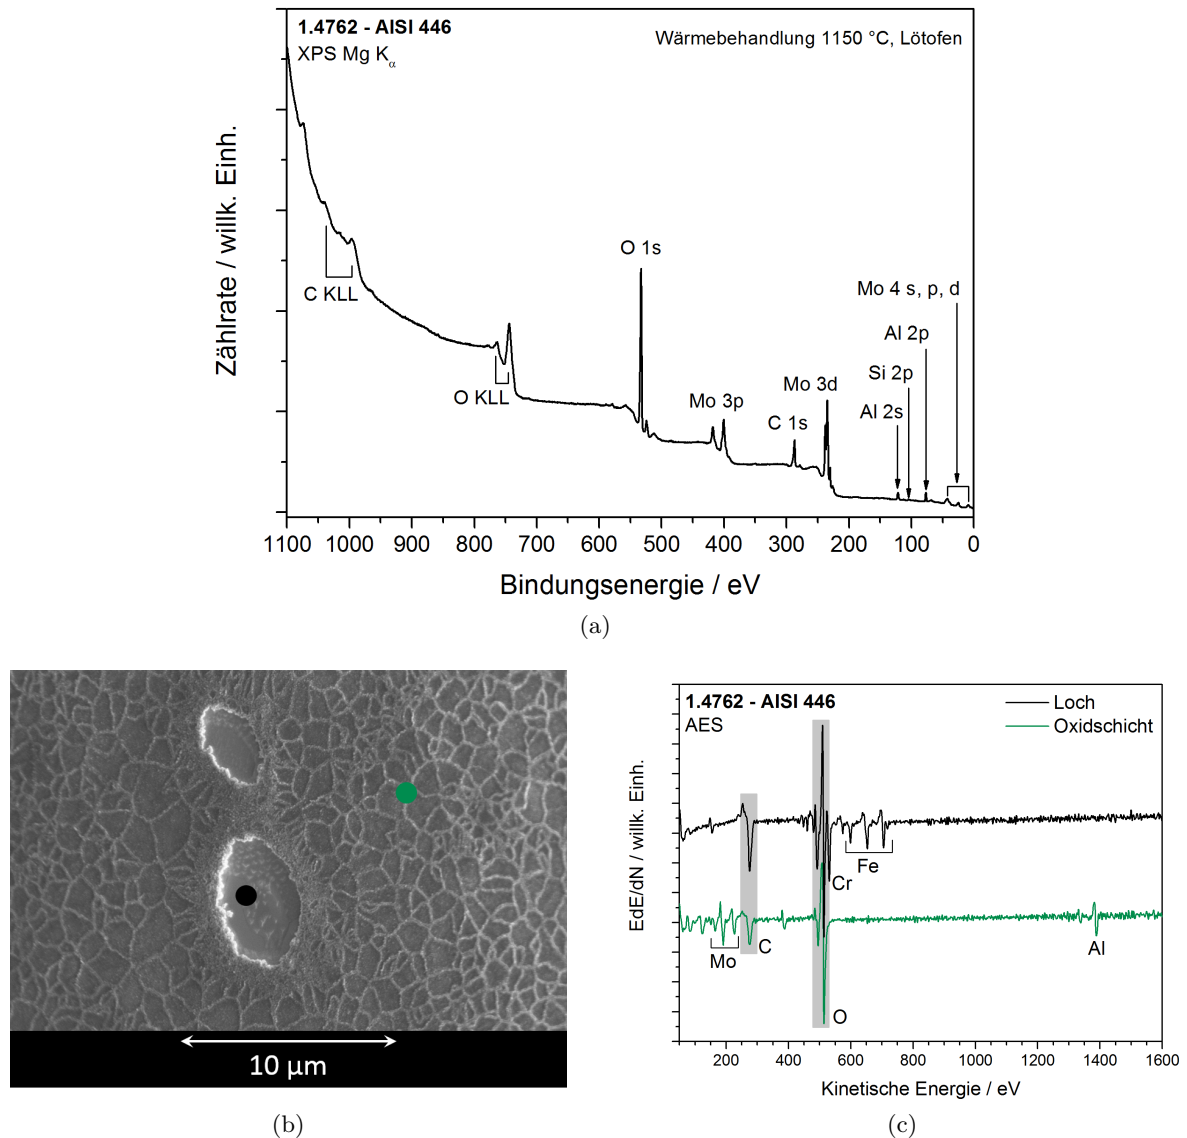 1.4762 - AISI 446
XPS Mg Kα
Wärmebehandlung 1150 °C, Lötofen
Zählrate / willk. Einh.
C KLL
O KLL
O 1s
Mo 3p
C 1s
Mo 3d
Al 2s
Si 2p
Al 2p
Mo 4 s, p, d
1100 1000 900 800 700 600 500 400 300 200 100 0
Bindungsenergie / eV
(a)
10 µm
(b)
1.4762 - AISI 446
AES
Loch
Oxidschicht
EdE/dN / willk. Einh.
Cr
Fe
Mo
C
Al
O
200 400 600 800 1000 1200 1400 1600
Kinetische Energie / eV
(c)